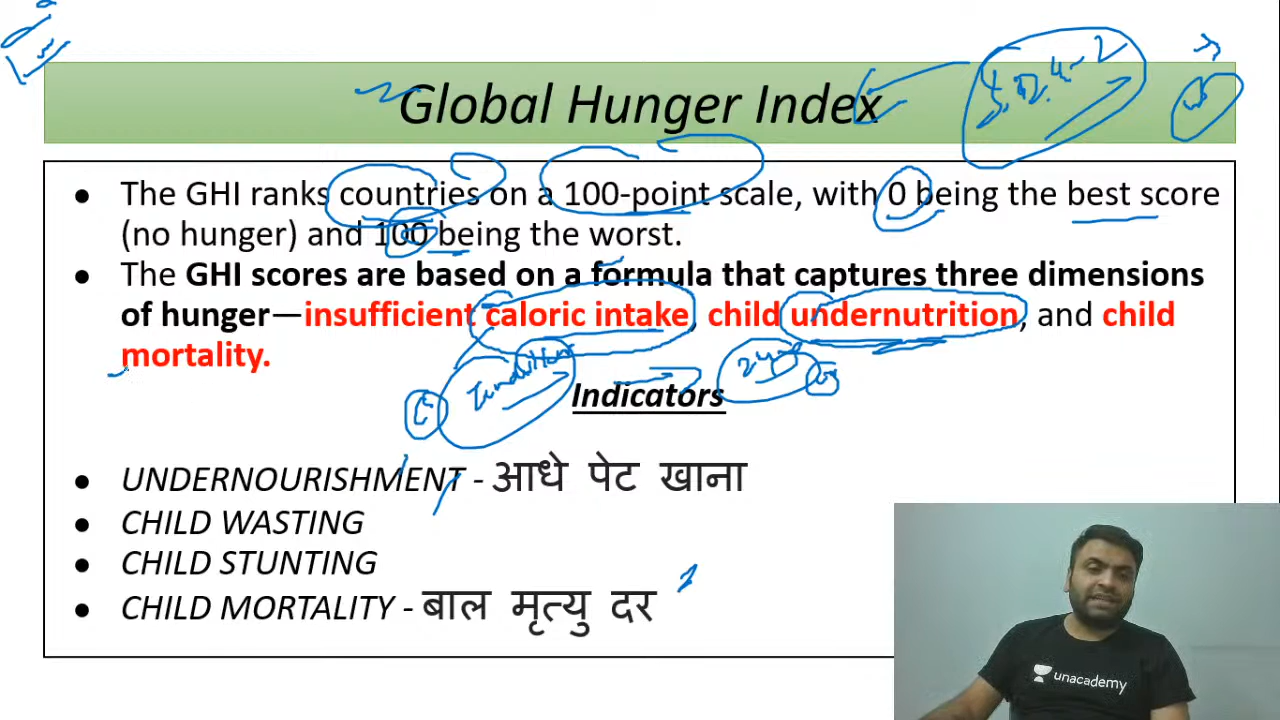 Global Hunger Index
● The GHI ranks countries on a 100-point scale, with 0 being the best score
(no hunger) and 100 being the worst.
● The GHI scores are based on a formula that captures three dimensions
of hunger—insufficient caloric intake, child undernutrition, and child
mortality.
Indicators
● UNDERNOURISHMENT - आधे पेट खाना
● CHILD WASTING
● CHILD STUNTING
● CHILD MORTALITY - बाल मृत्यु दर
unacademy